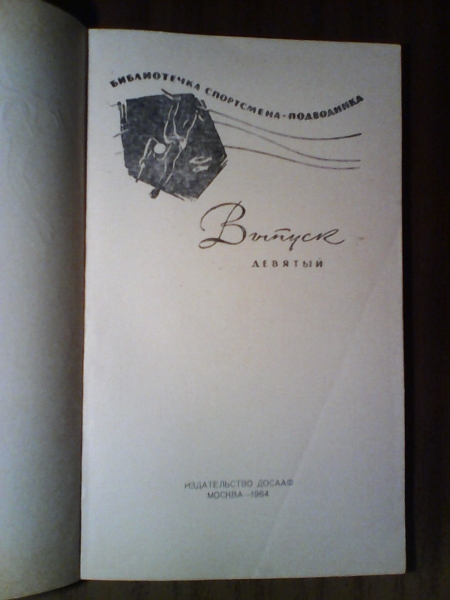 БИБЛИОТЕЧКА СПОРТСМЕНА-ПОДВОДНИКА
Выпуск
ДЕВЯТЫЙ
ИЗДАТЕЛЬСТВО ДОСААФ
МОСКВА—1964